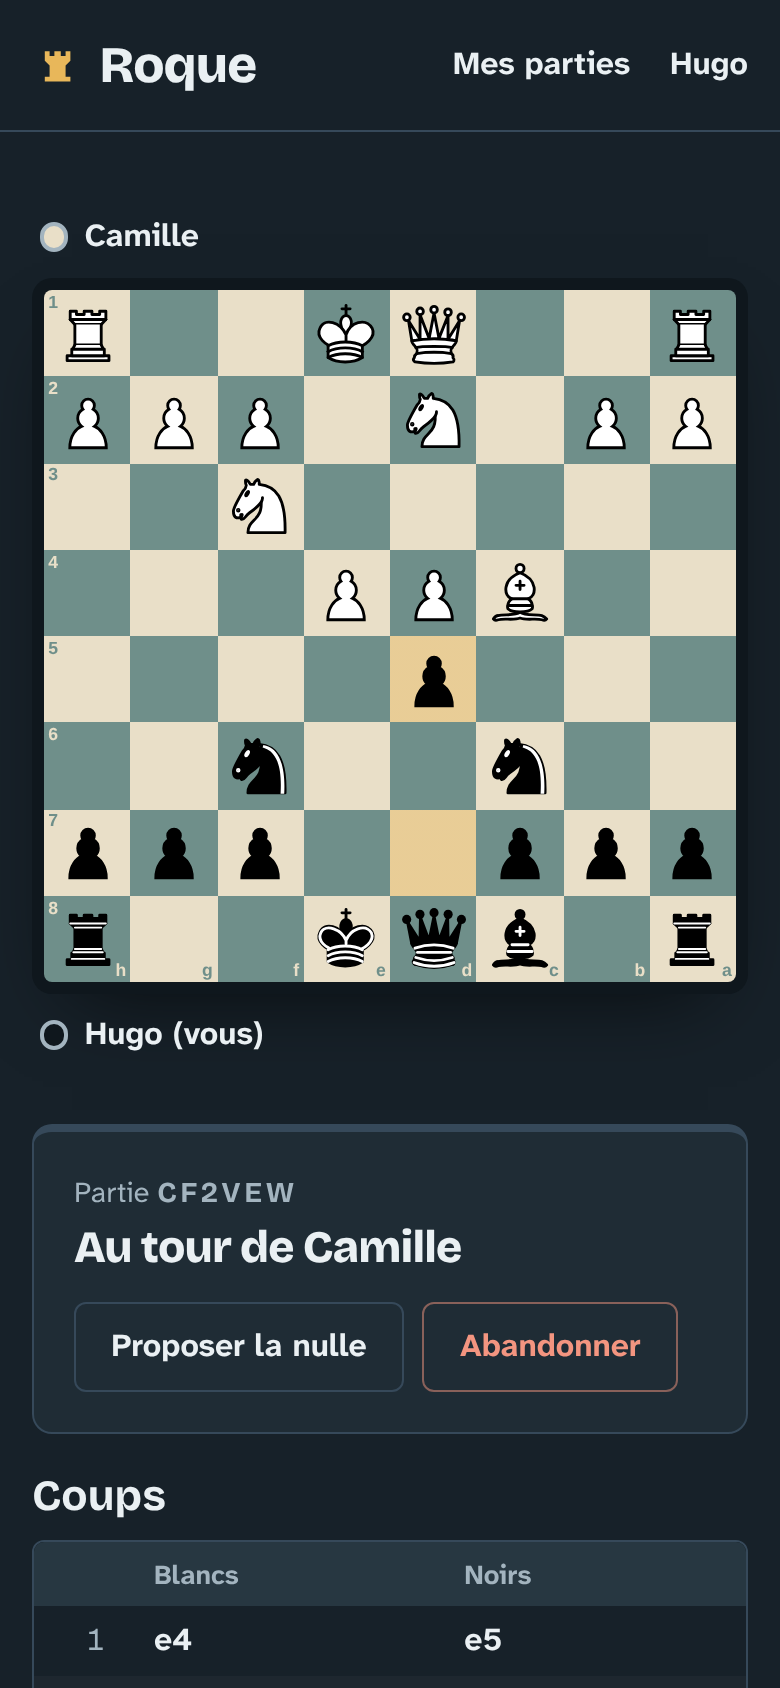 Roque
Mes parties Hugo
Camille
1
2
3
4
5
6
7
8
h g f e d c b a
Hugo (vous)
Partie CF2VEW
Au tour de Camille
Proposer la nulle Abandonner
Coups
Blancs Noirs
1 e4 e5